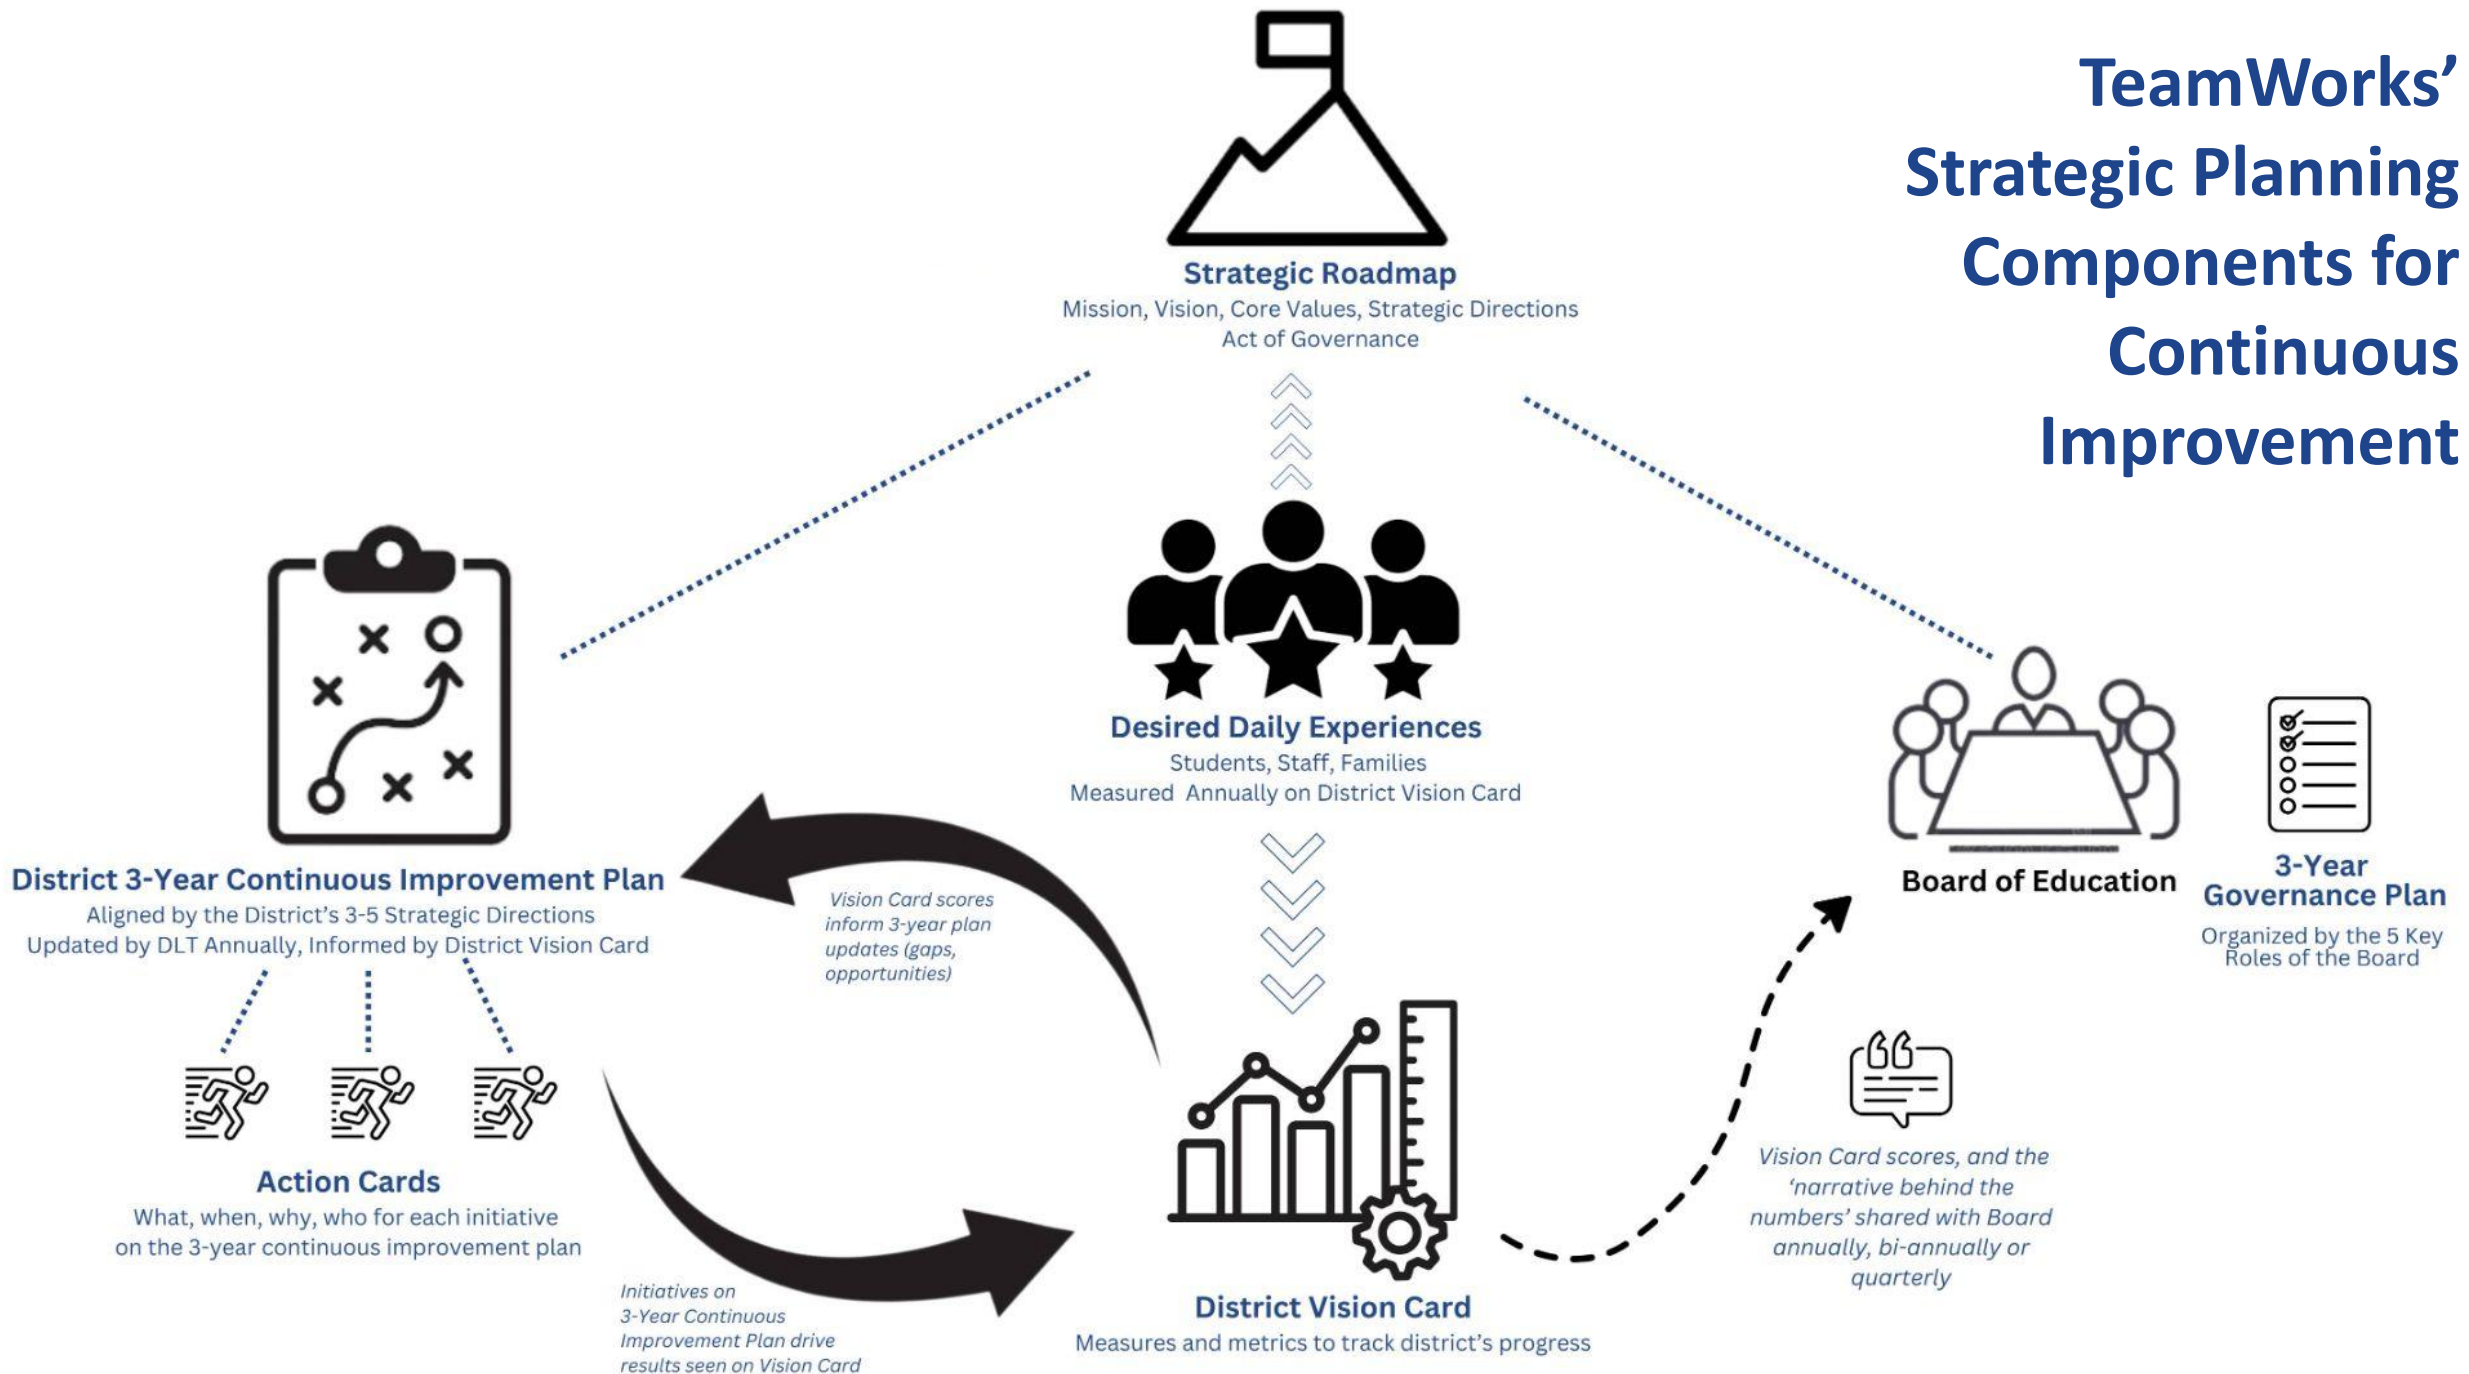 TeamWorks’
Strategic Planning
Components for
Continuous
Improvement
Strategic Roadmap
Mission, Vision, Core Values, Strategic Directions
Act of Governance
Desired Daily Experiences
Students, Staff, Families
Measured Annually on District Vision Card
District 3-Year Continuous Improvement Plan
Aligned by the District’s 3-5 Strategic Directions
Updated by DLT Annually, Informed by District Vision Card
Vision Card scores
inform 3-year plan
updates (gaps,
opportunities)
Board of Education
3-Year
Governance Plan
Organized by the 5 Key
Roles of the Board
Action Cards
What, when, why, who for each initiative
on the 3-year continuous improvement plan
Initiatives on
3-Year Continuous
Improvement Plan drive
results seen on Vision Card
District Vision Card
Measures and metrics to track district’s progress
Vision Card scores, and the
‘narrative behind the
numbers’ shared with Board
annually, bi-annually or
quarterly